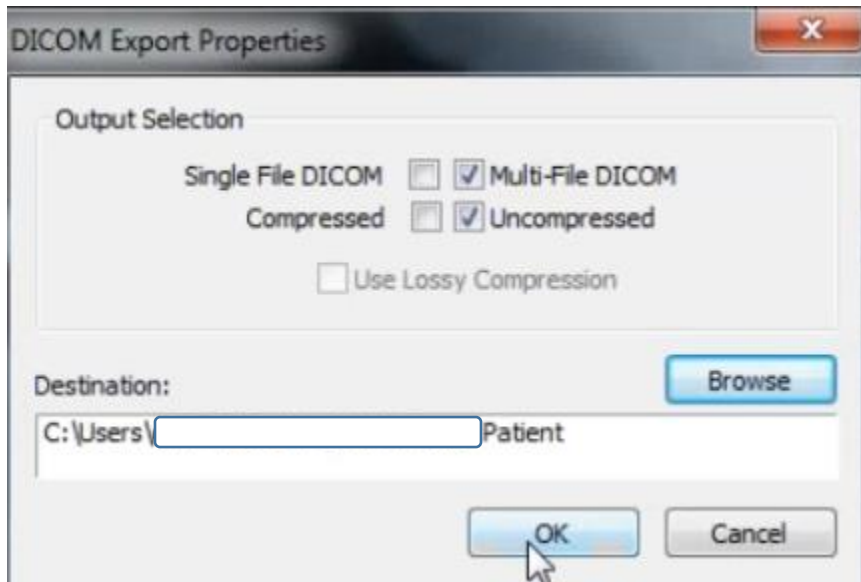 DICOM Export Properties
Output Selection
Single File DICOM Multi-File DICOM
Compressed Uncompressed
Use Lossy Compression
Browse
Destination:
C:\Users\ Patient
OK Cancel